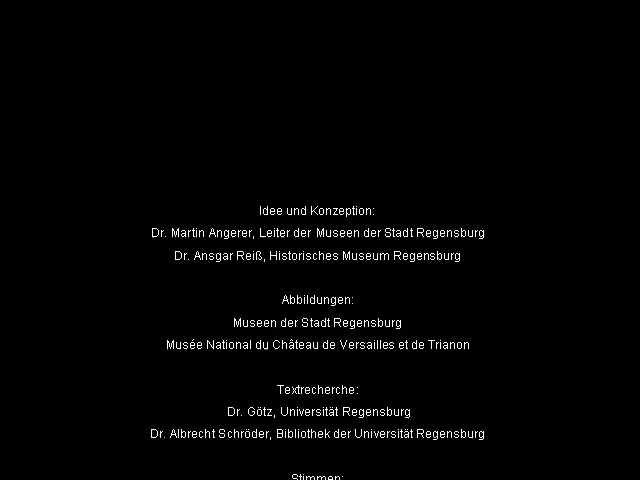 Idee und Konzeption:
Dr. Martin Angerer, Leiter der Museen der Stadt Regensburg
Dr. Ansgar Reiß, Historisches Museum Regensburg
Abbildungen:
Museen der Stadt Regensburg
Musée National du Château de Versailles et de Trianon
Textrecherche:
Dr. Götz, Universität Regensburg
Dr. Albrecht Schröder, Bibliothek der Universität Regensburg
Stimmen: